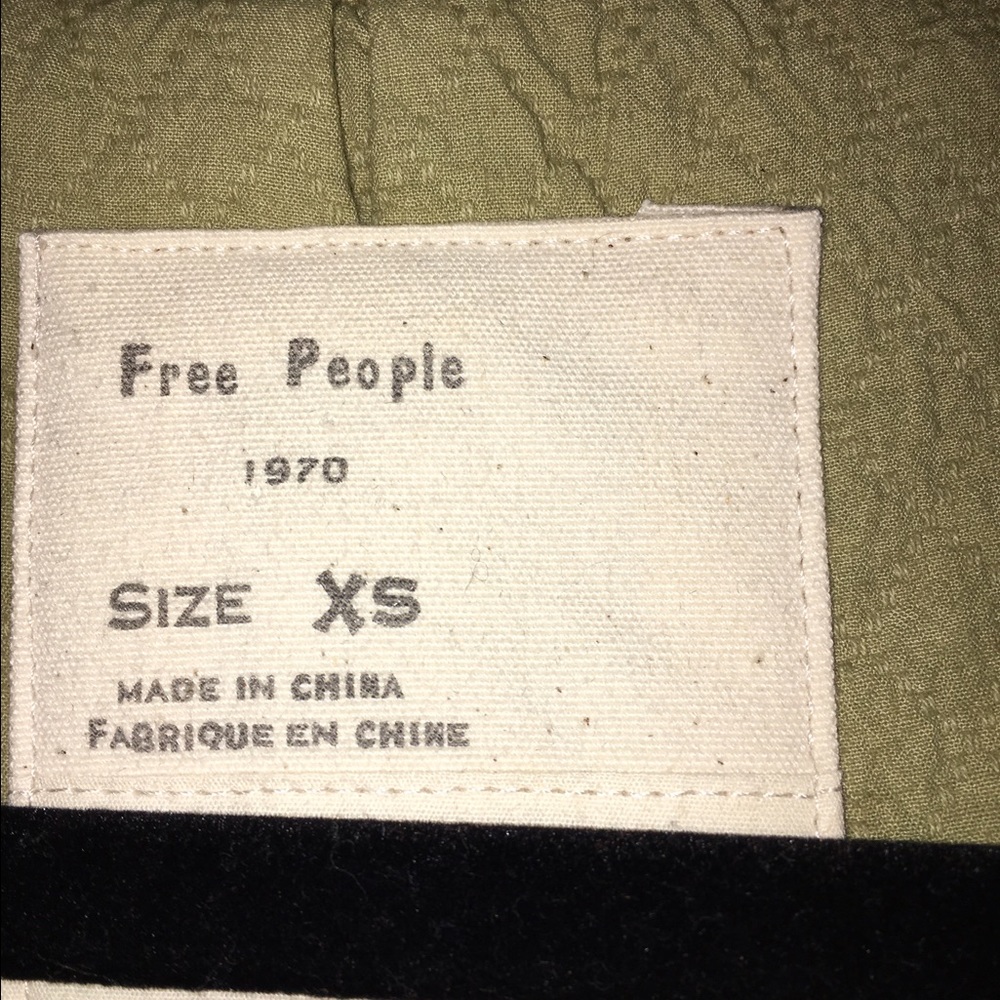 Free People
1970
SIZE XS
MADE IN CHINA
FABRIQUE EN CHINE